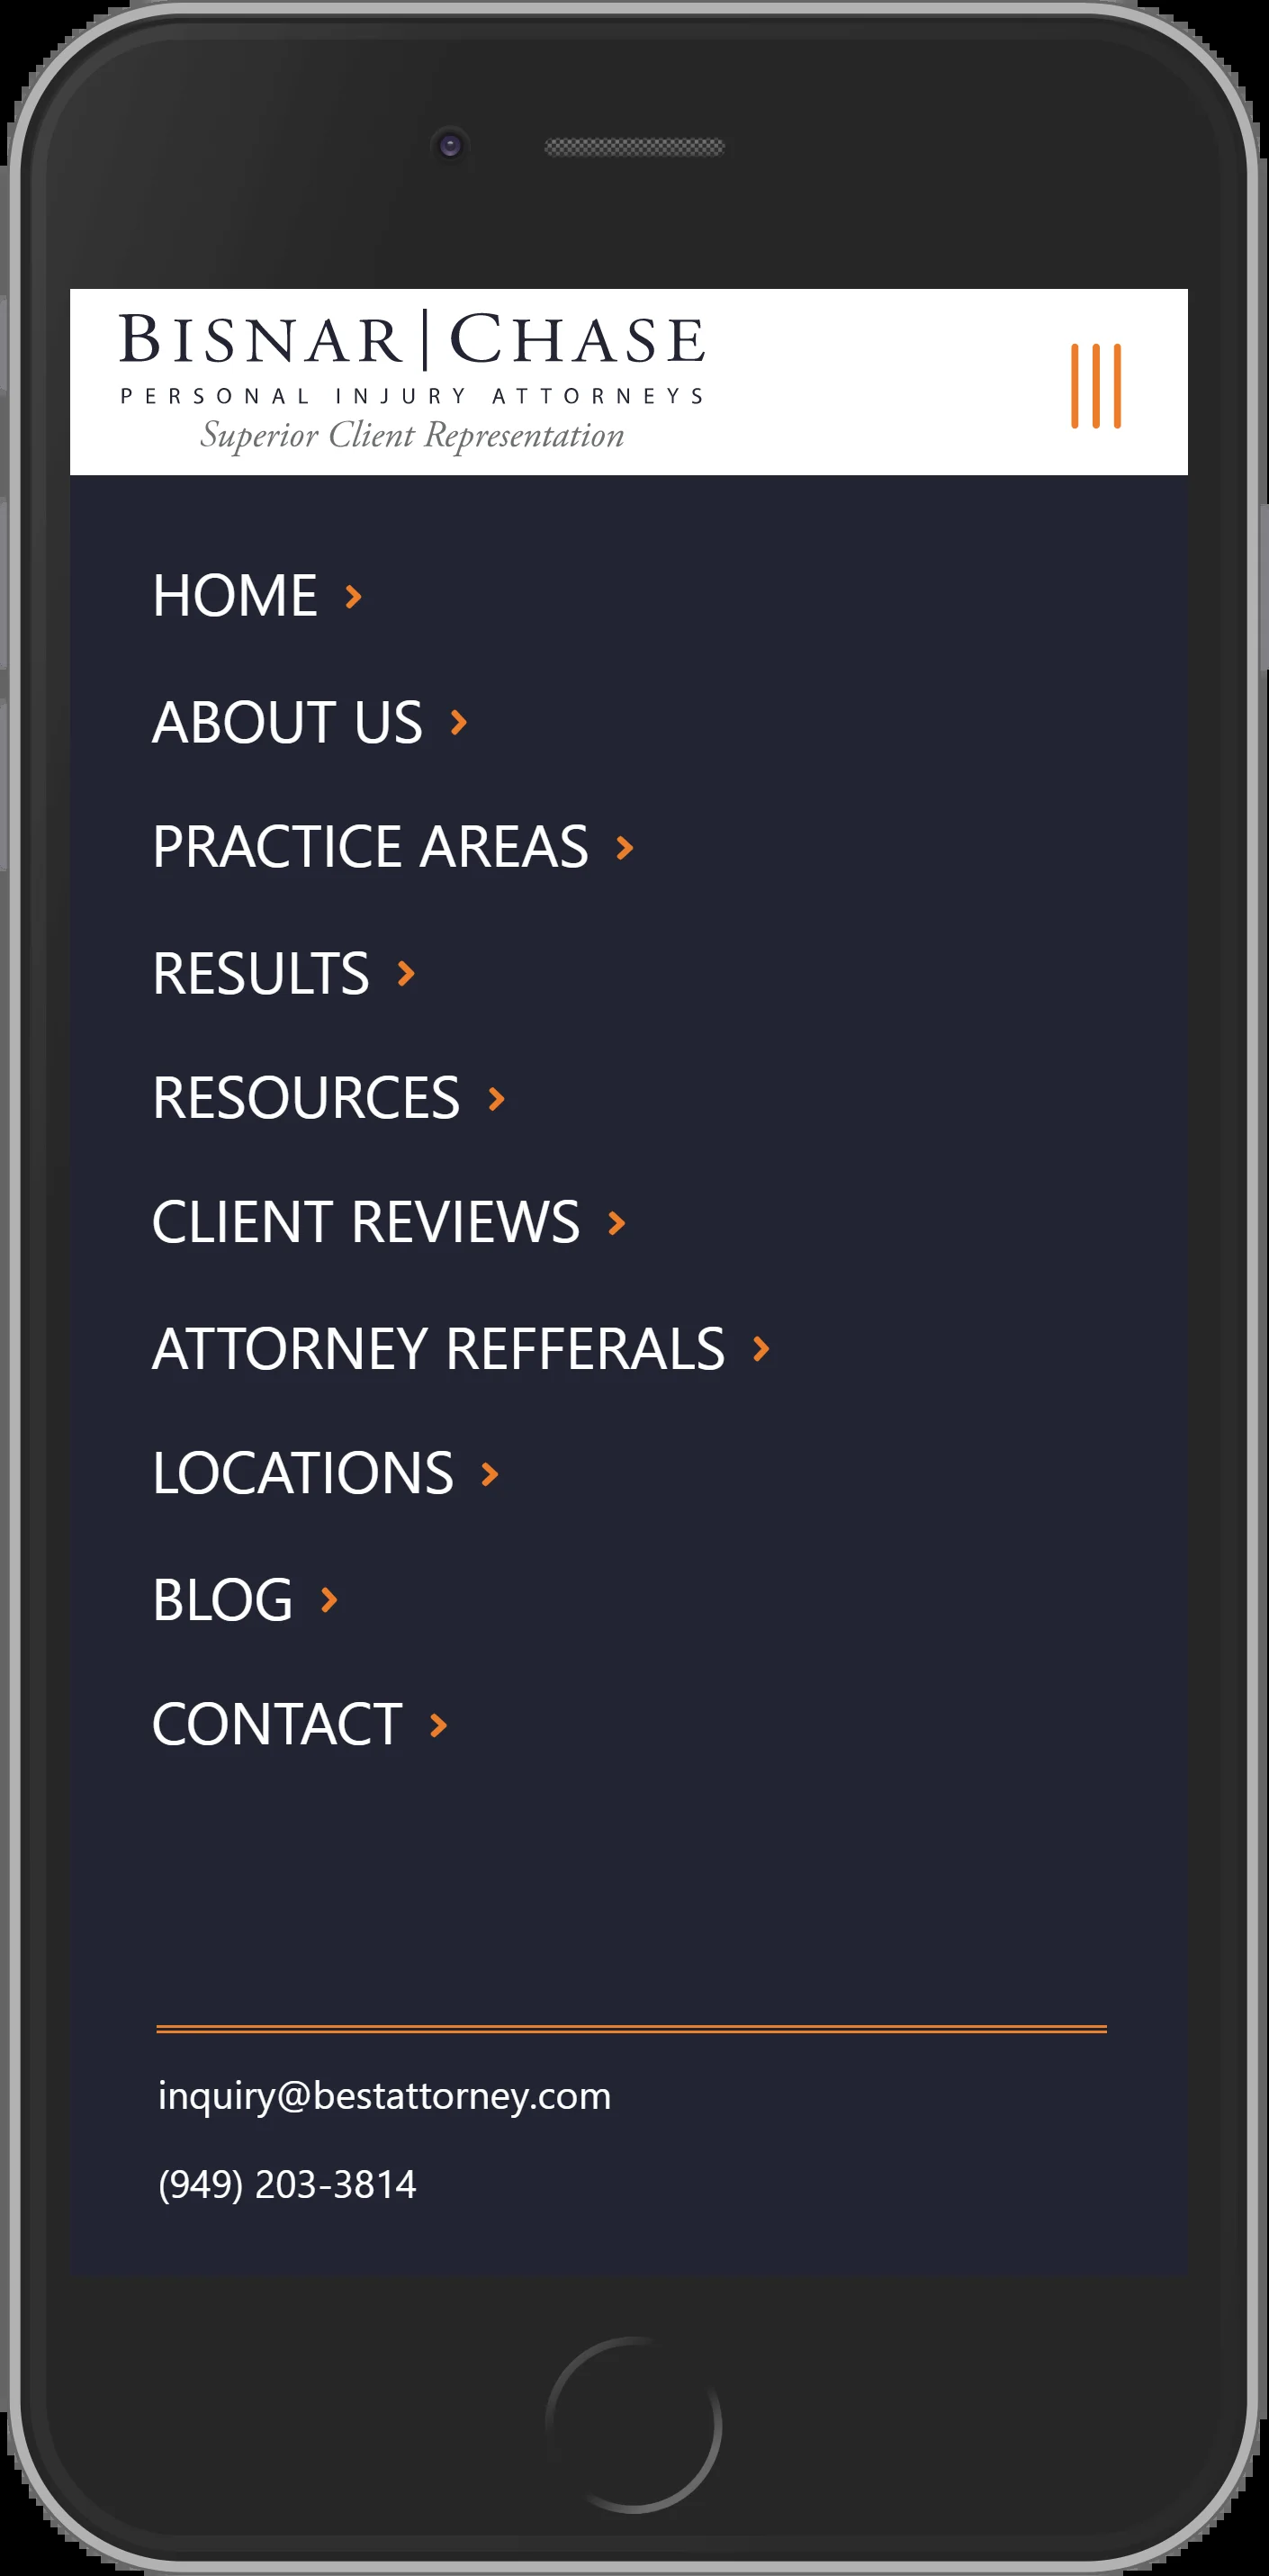 BISNAR|CHASE
PERSONAL INJURY ATTORNEYS
Superior Client Representation
HOME
ABOUT US
PRACTICE AREAS
RESULTS
RESOURCES
CLIENT REVIEWS
ATTORNEY REFFERALS
LOCATIONS
BLOG
CONTACT
inquiry@bestattorney.com
(949) 203-3814